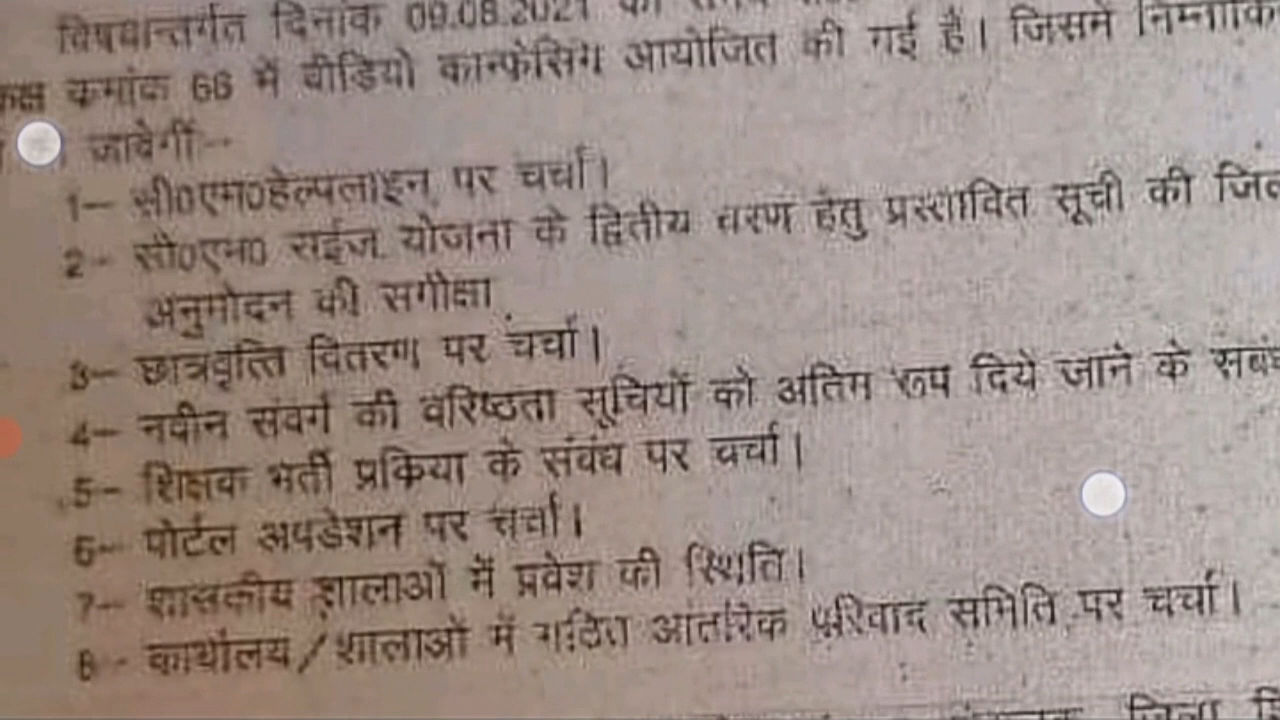 विषयान्तर्गत दिनांक 09.08.2021 को समय
कक्ष कमांक 66 में वीडियो कान्फ्रेसिंग आयोजित की गई है। जिसमें
जावेगीं--
1-- सी0एम0हेल्पलाइन पर चर्चा।
2-- सी0एम0 राईज योजना के द्वितीय चरण हेतु प्रस्तावित सूची की
अनुमोदन की समीक्षा
3-- छात्रवृत्ति वितरण पर चर्चा।
4-- नवीन संवर्ग की वरिष्ठता सूचियों को अंतिम रूप दिये जाने के
5-- शिक्षक भर्ती प्रकिया के संबंध पर चर्चा।
6-- पोर्टल अपडेशन पर चर्चा।
7-- शासकीय शालाओं में प्रवेश की स्थिति।
8-- कार्यालय/शालाओं में गठित आंतरिक परिवाद समिति पर चर्चा।